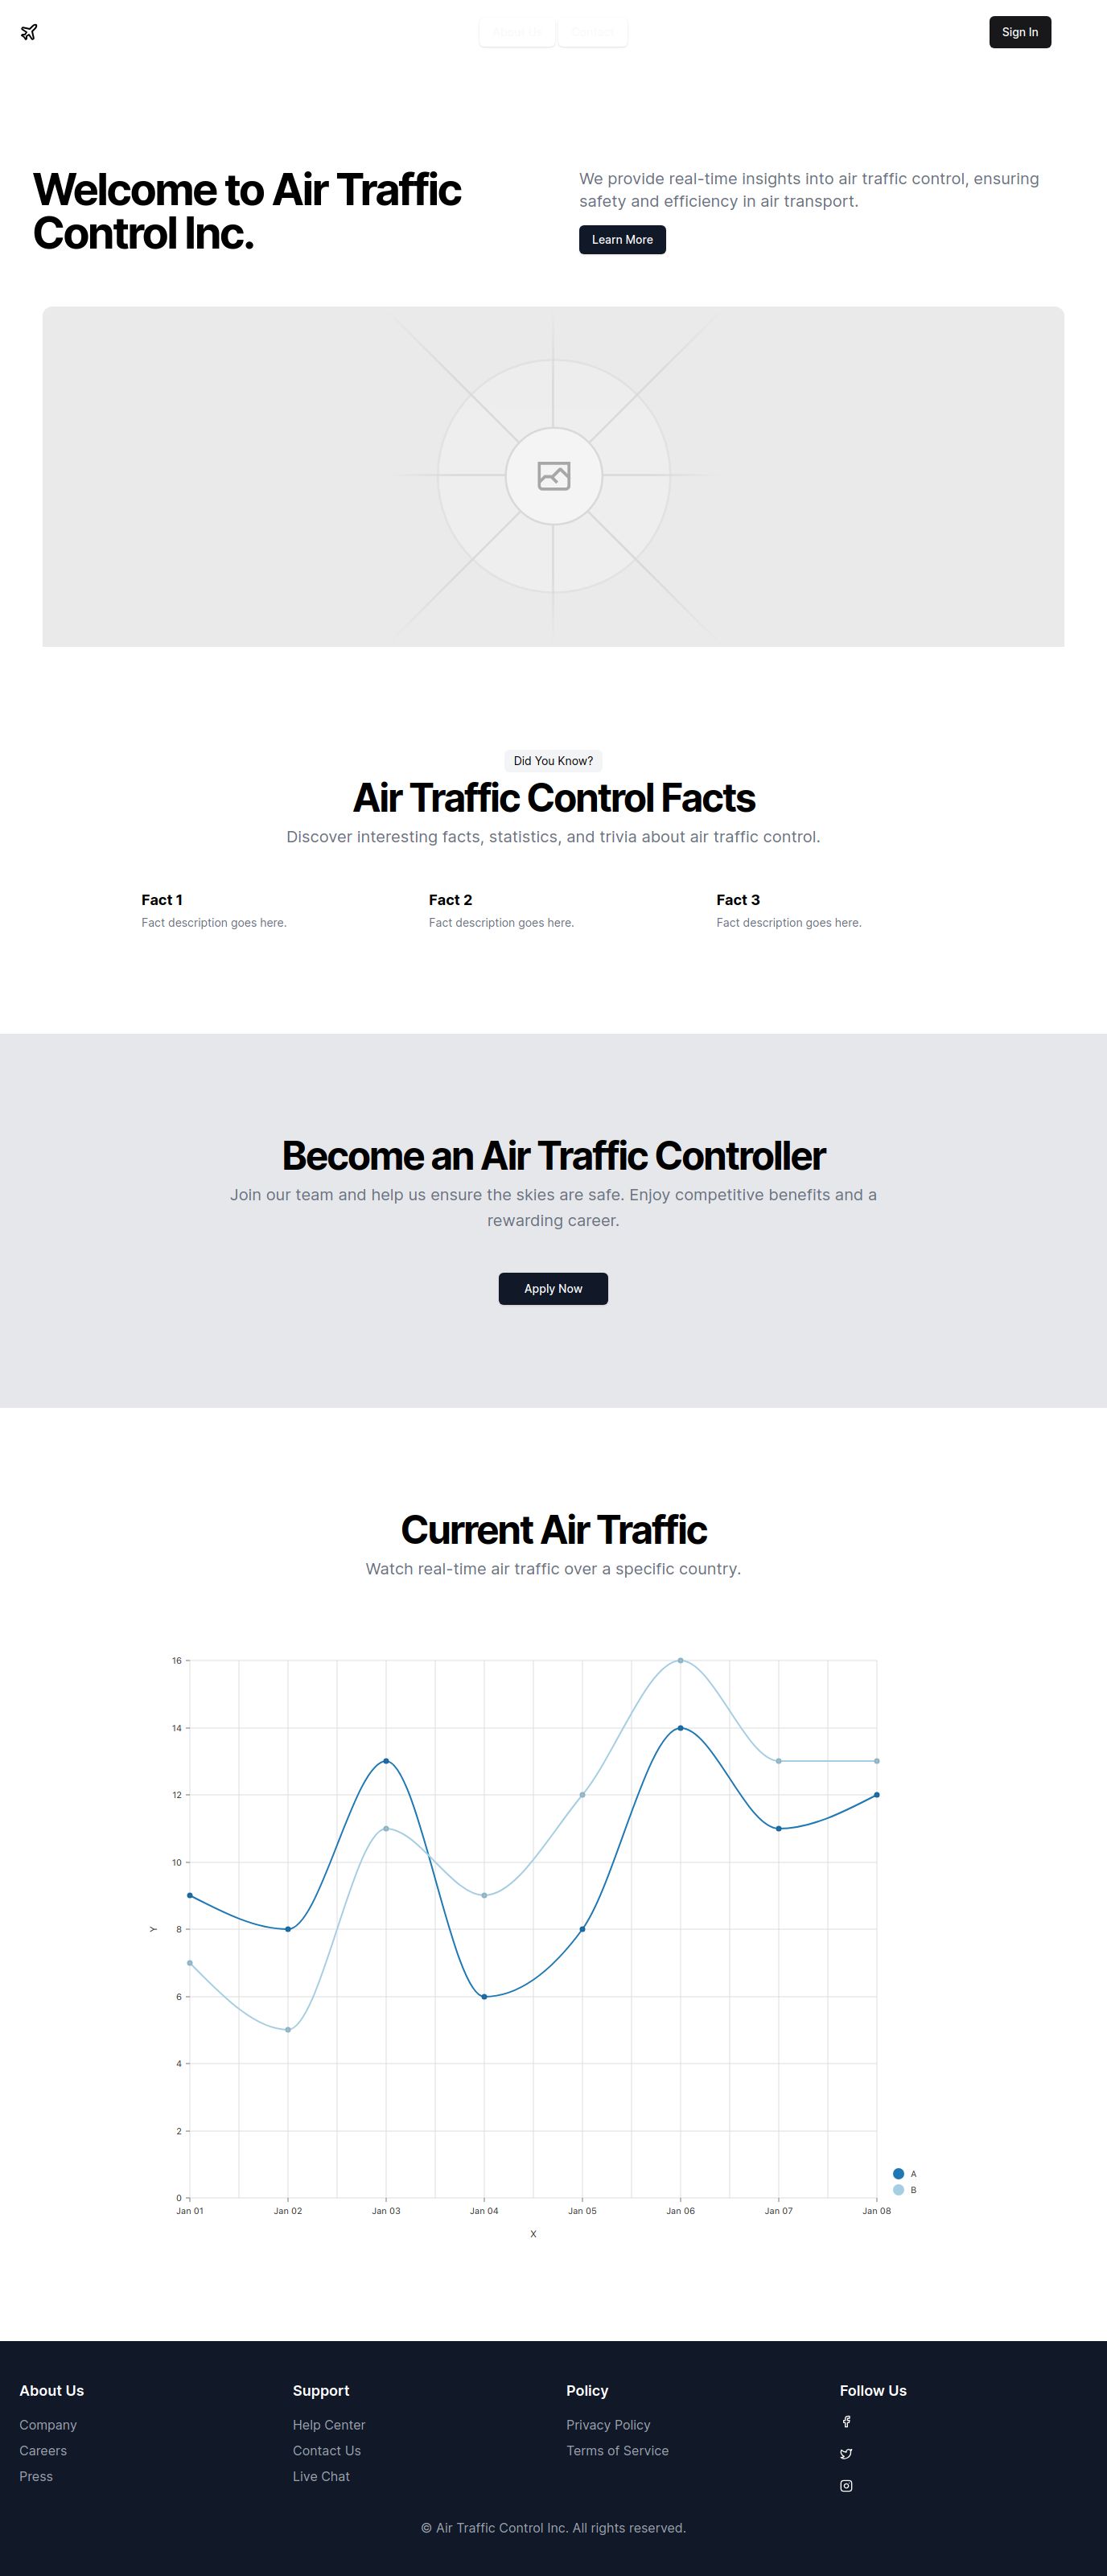 About Us
Contact
Sign In
Welcome to Air Traffic
Control Inc.
We provide real-time insights into air traffic control, ensuring
safety and efficiency in air transport.
Learn More
Did You Know?
Air Traffic Control Facts
Discover interesting facts, statistics, and trivia about air traffic control.
Fact 1
Fact description goes here.
Fact 2
Fact description goes here.
Fact 3
Fact description goes here.
Become an Air Traffic Controller
Join our team and help us ensure the skies are safe. Enjoy competitive benefits and a
rewarding career.
Apply Now
Current Air Traffic
Watch real-time air traffic over a specific country.
16
14
12
10
8
6
4
2
0
Y
Jan 01
Jan 02
Jan 03
Jan 04
Jan 05
Jan 06
Jan 07
Jan 08
X
A
B
About Us
Company
Careers
Press
Support
Help Center
Contact Us
Live Chat
Policy
Privacy Policy
Terms of Service
Follow Us
© Air Traffic Control Inc. All rights reserved.